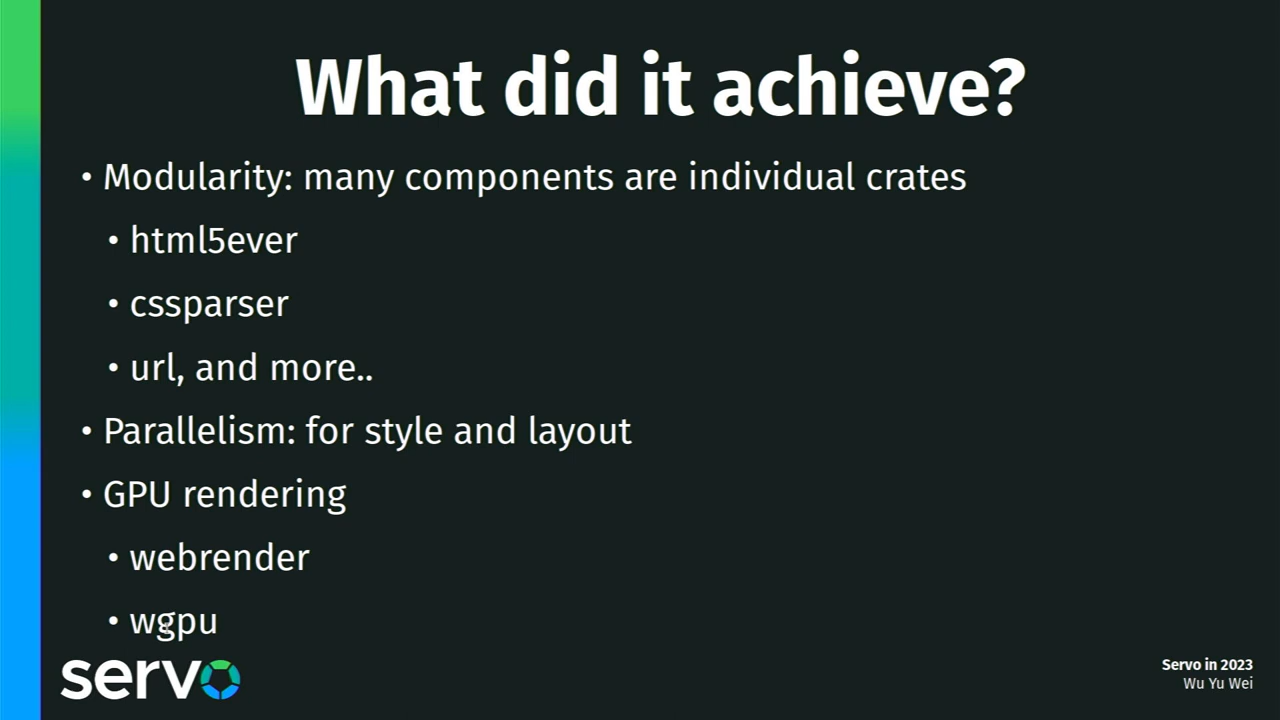 What did it achieve?
• Modularity: many components are individual crates
• html5ever
• cssparser
• url, and more..
• Parallelism: for style and layout
• GPU rendering
• webrender
• wgpu
servo
Servo in 2023
Wu Yu Wei